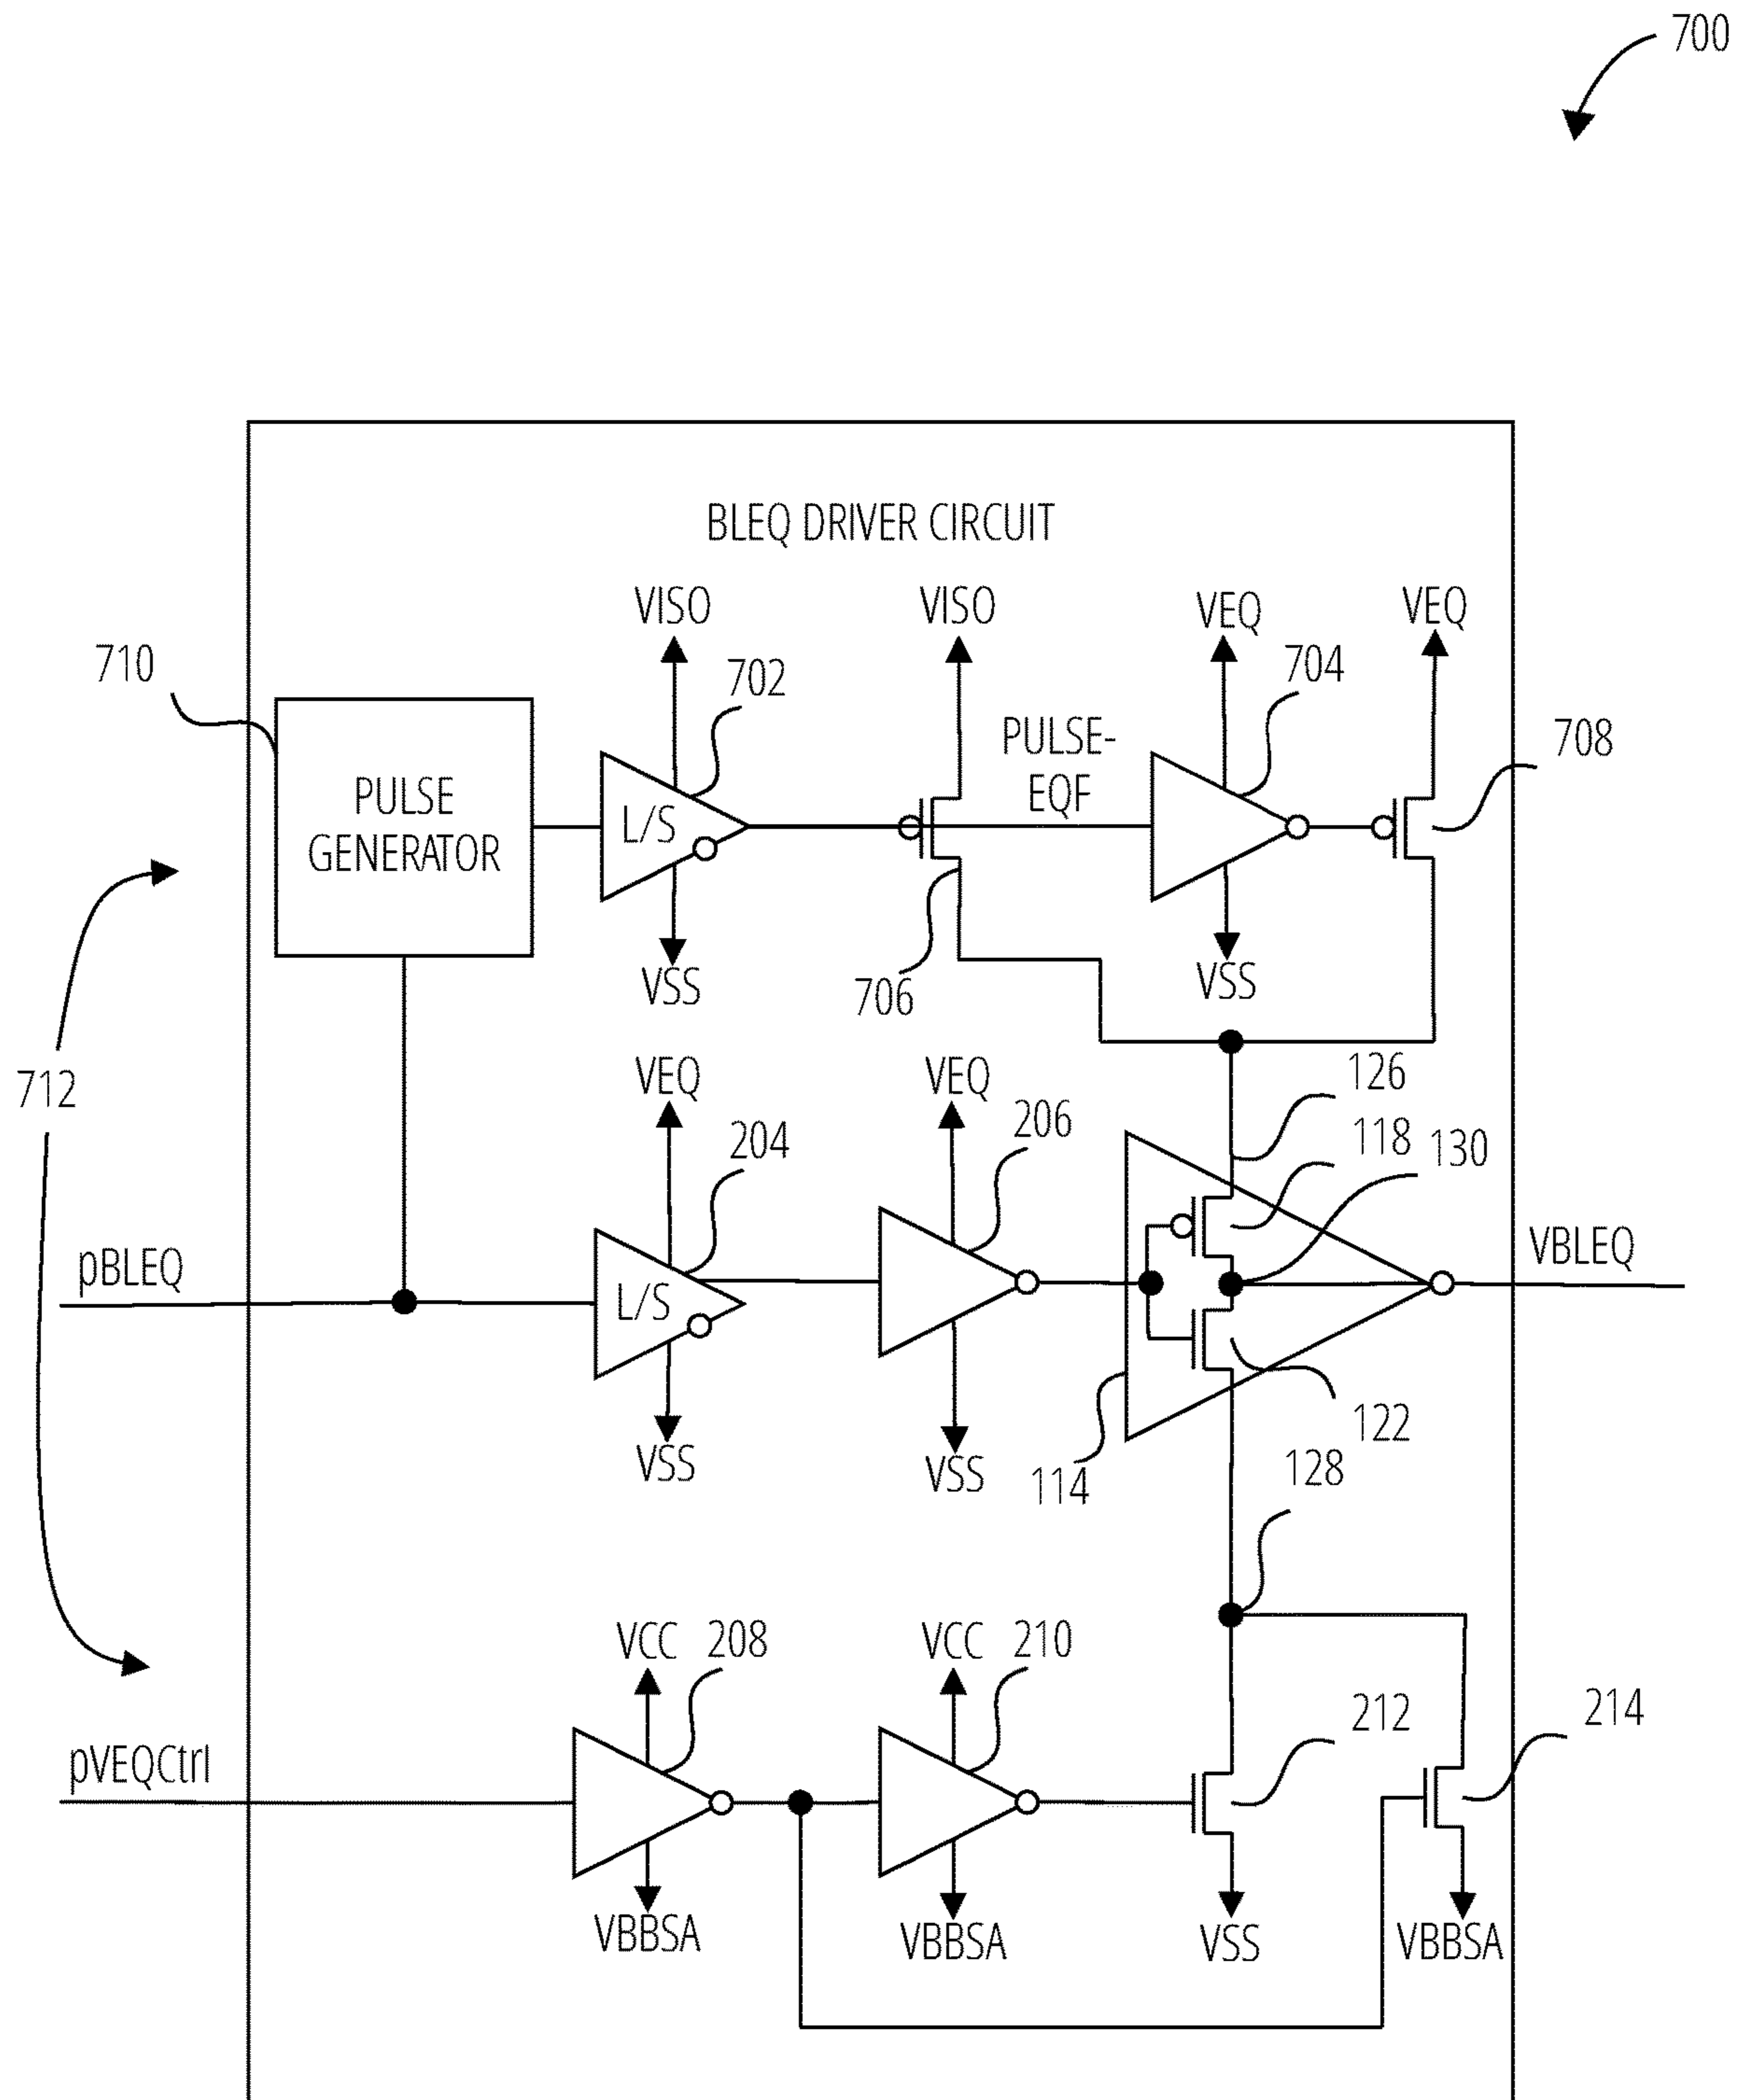 700
BLEQ DRIVER CIRCUIT
VISO
VISO
VEQ
VEQ
710
702
704
PULSE-
EQF
708
PULSE
GENERATOR
L/S
VSS
706
VSS
712
VEQ
VEQ
126
204
206
118
130
pBLEQ
L/S
VBLEQ
VSS
VSS
114
122
128
VCC
208
VCC
210
212
214
pVEQCtrl
VBBSA
VBBSA
VSS
VBBSA